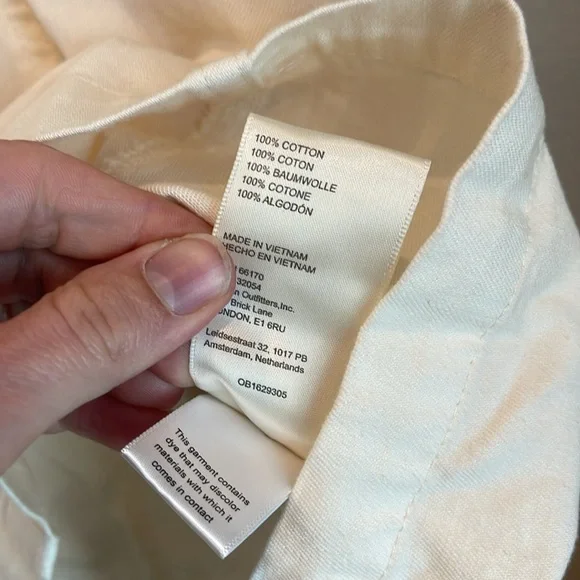 100% COTTON
100% COTON
100% BAUMWOLLE
100% COTONE
100% ALGODÓN
MADE IN VIETNAM
HECHO EN VIETNAM
66170
32054
Outfitters,Inc.
Brick Lane
E1 6RU
Leidsestraat 32, 1017 PB
Amsterdam, Netherlands
OB1629305
This garment contains
dye that may discolor
materials with which it
comes in contact